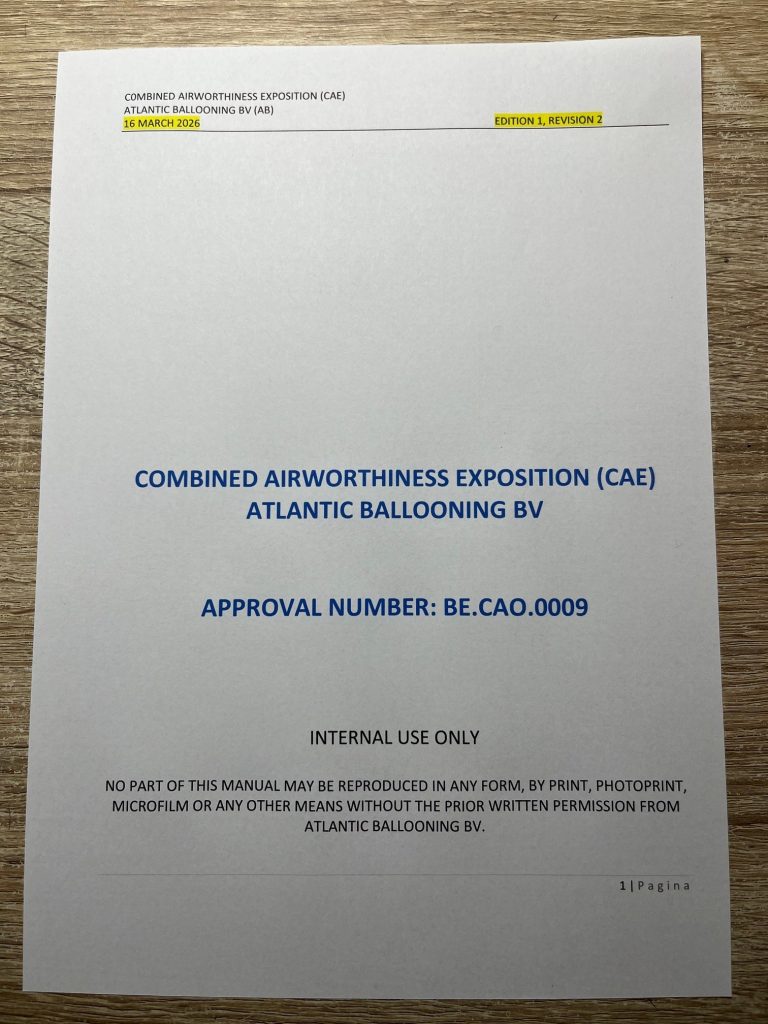 COMBINED AIRWORTHINESS EXPOSITION (CAE)
ATLANTIC BALLOONING BV (AB)
16 MARCH 2026 EDITION 1, REVISION 2
COMBINED AIRWORTHINESS EXPOSITION (CAE)
ATLANTIC BALLOONING BV
APPROVAL NUMBER: BE.CAO.0009
INTERNAL USE ONLY
NO PART OF THIS MANUAL MAY BE REPRODUCED IN ANY FORM, BY PRINT, PHOTOPRINT,
MICROFILM OR ANY OTHER MEANS WITHOUT THE PRIOR WRITTEN PERMISSION FROM
ATLANTIC BALLOONING BV.
1 | Pagina